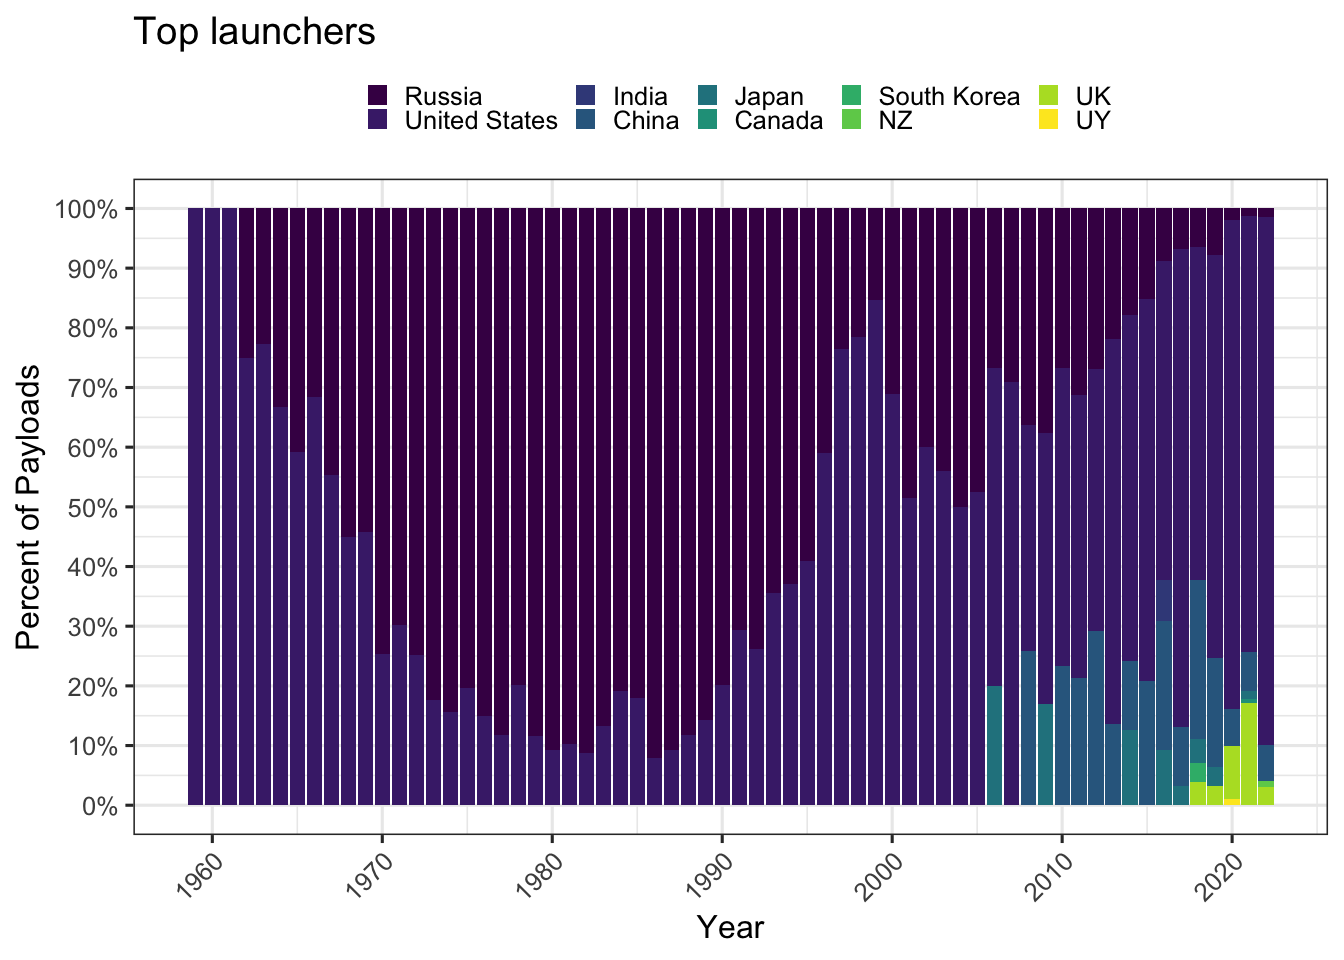 Top launchers
Russia India Japan South Korea UK
United States China Canada NZ UY
100%
90%
80%
70%
60%
50%
40%
30%
20%
10%
0%
Percent of Payloads
1960 1970 1980 1990 2000 2010 2020
Year